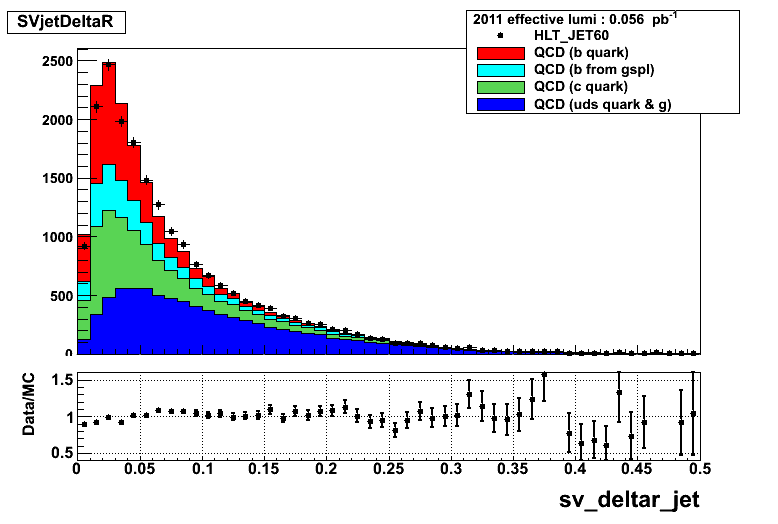 SVjetDeltaR
2011 effective lumi : 0.056 pb-1
HLT_JET60
QCD (b quark)
QCD (b from gspl)
QCD (c quark)
QCD (uds quark & g)
2500
2000
1500
1000
500
0
Data/MC
1.5
1
0.5
0 0.05 0.1 0.15 0.2 0.25 0.3 0.35 0.4 0.45 0.5
sv_deltar_jet